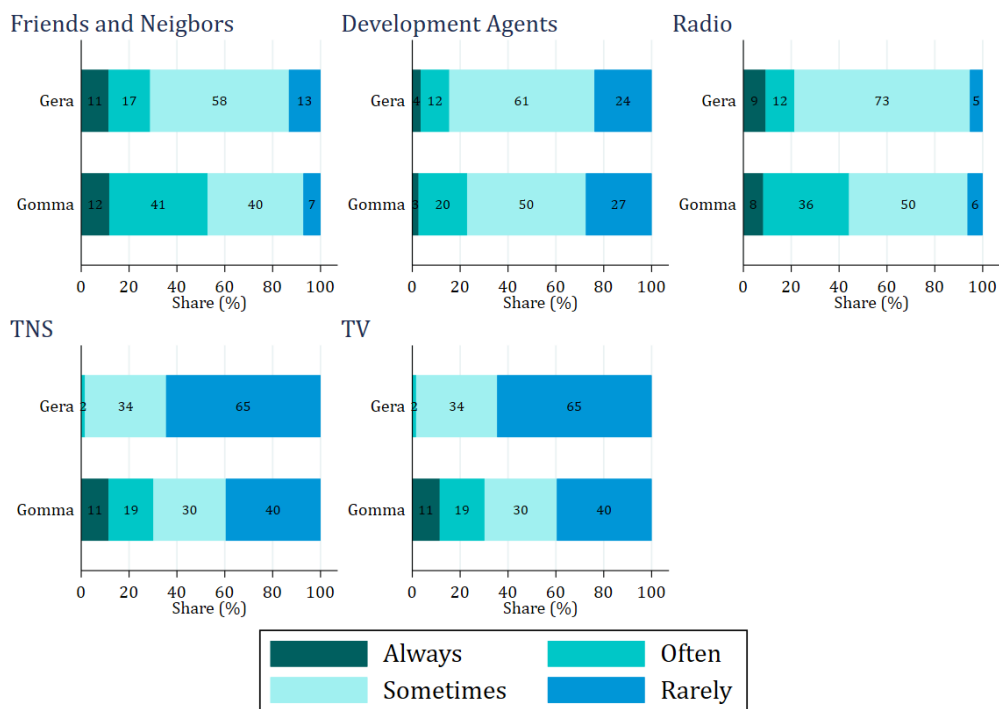 Friends and Neigbors
Gera 11 17 58 13
Gomma 12 41 40 7
0 20 40 60 80 100
Share (%)
Development Agents
Gera 4 12 61 24
Gomma 3 20 50 27
0 20 40 60 80 100
Share (%)
Radio
Gera 9 12 73 5
Gomma 8 36 50 6
0 20 40 60 80 100
Share (%)
TNS
Gera 2 34 65
Gomma 11 19 30 40
0 20 40 60 80 100
Share (%)
TV
Gera 2 34 65
Gomma 11 19 30 40
0 20 40 60 80 100
Share (%)
Always Often
Sometimes Rarely